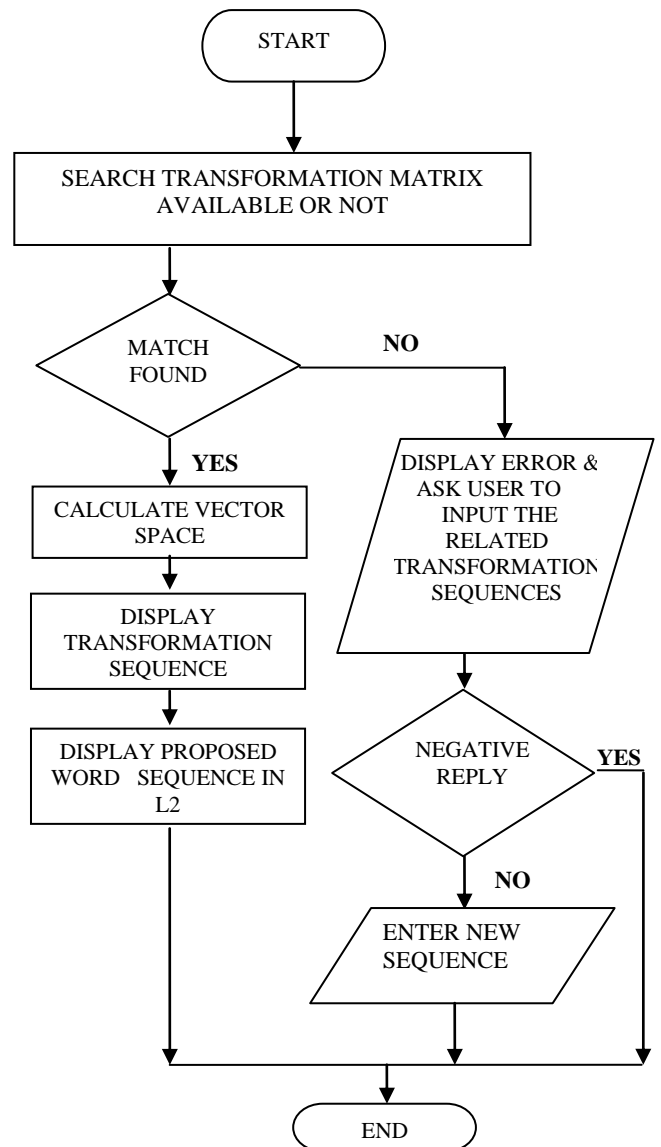 START
SEARCH TRANSFORMATION MATRIX
AVAILABLE OR NOT
MATCH
FOUND
NO
YES
CALCULATE VECTOR
SPACE
DISPLAY
TRANSFORMATION
SEQUENCE
DISPLAY PROPOSED
WORD SEQUENCE IN
L2
DISPLAY ERROR &
ASK USER TO
INPUT THE
RELATED
TRANSFORMATION
SEQUENCES
NEGATIVE
REPLY
YES
NO
ENTER NEW
SEQUENCE
END